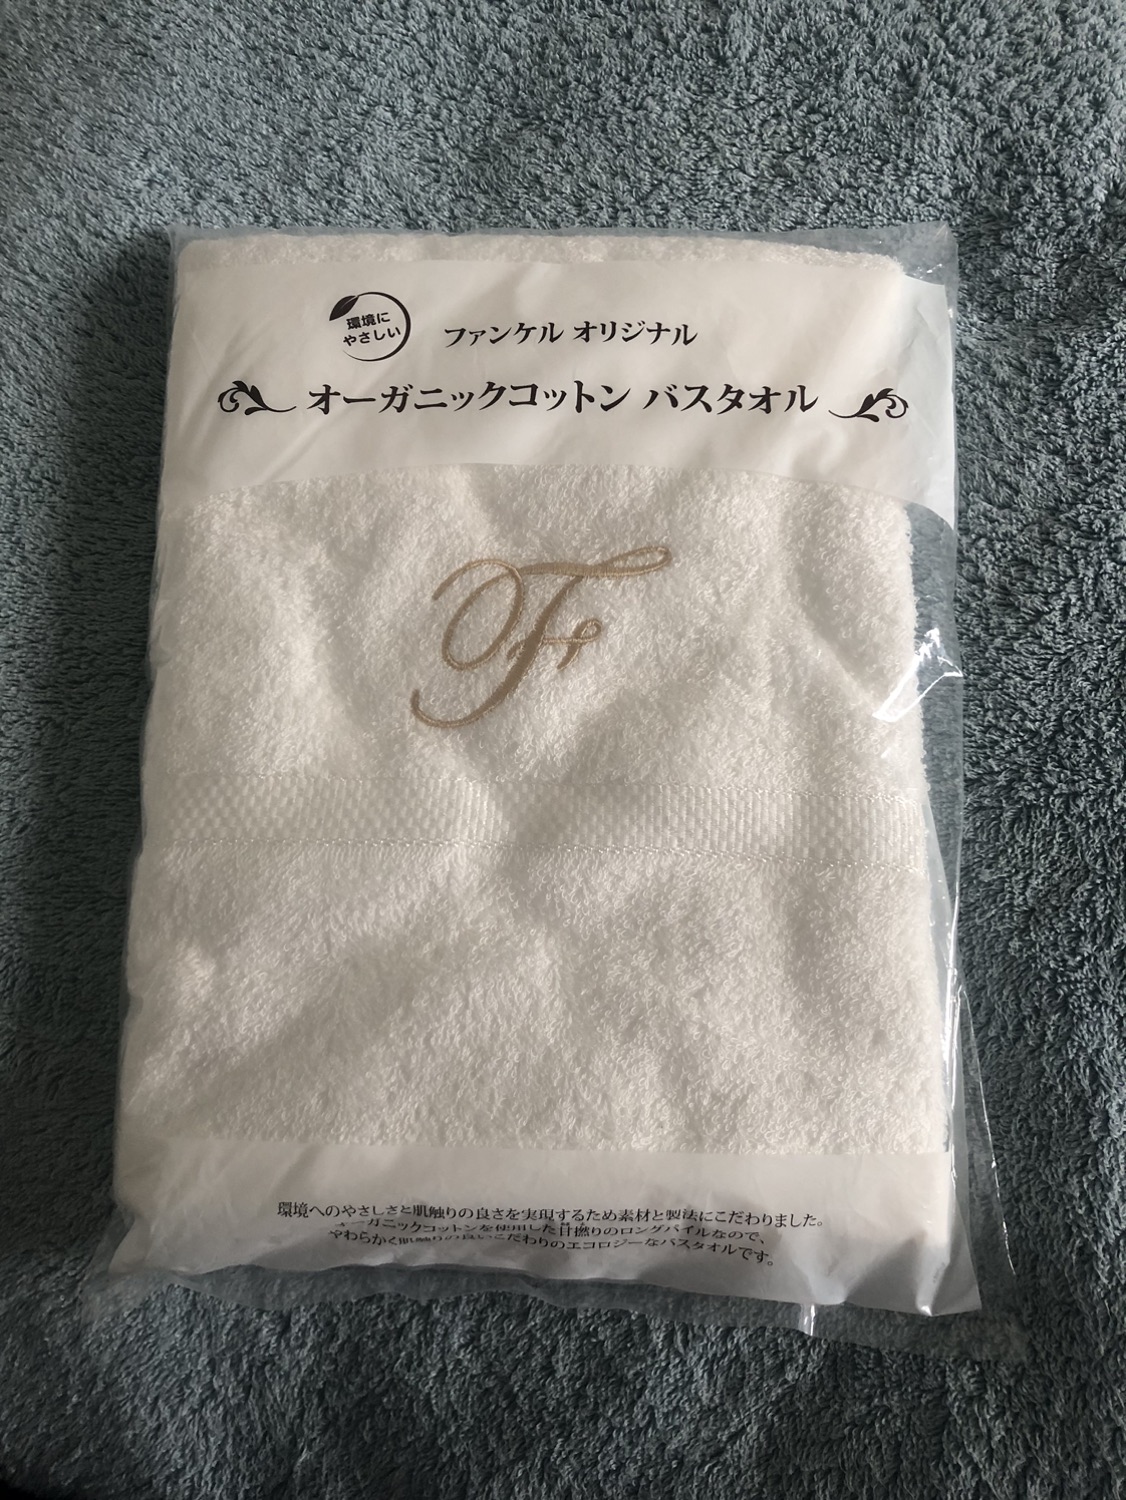 環境に
やさしい
ファンケル オリジナル
オーガニックコットン バスタオル
F
環境へのやさしさと肌触りの良さを実現するため素材と製法にこだわりました。
オーガニックコットンを使用した甘撚りのロングパイルなので、
やわらかく肌触りの良いこだわりのエコロジーなバスタオルです。